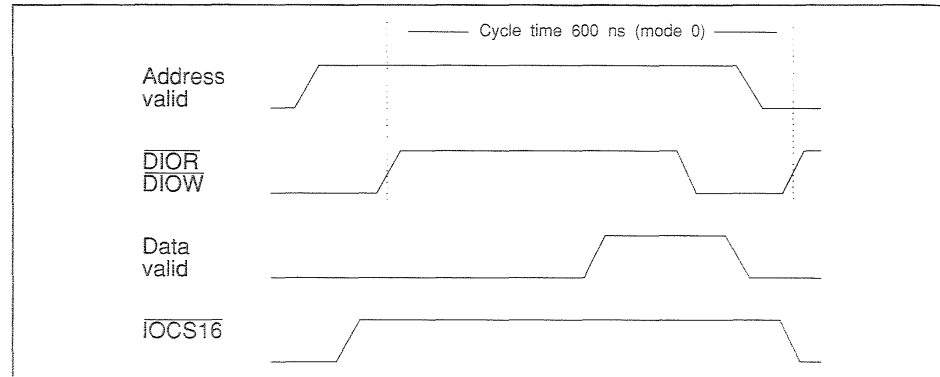 Cycle time 600 ns (mode 0)
Address
valid
DIOR
DIOW
Data
valid
IOCS16